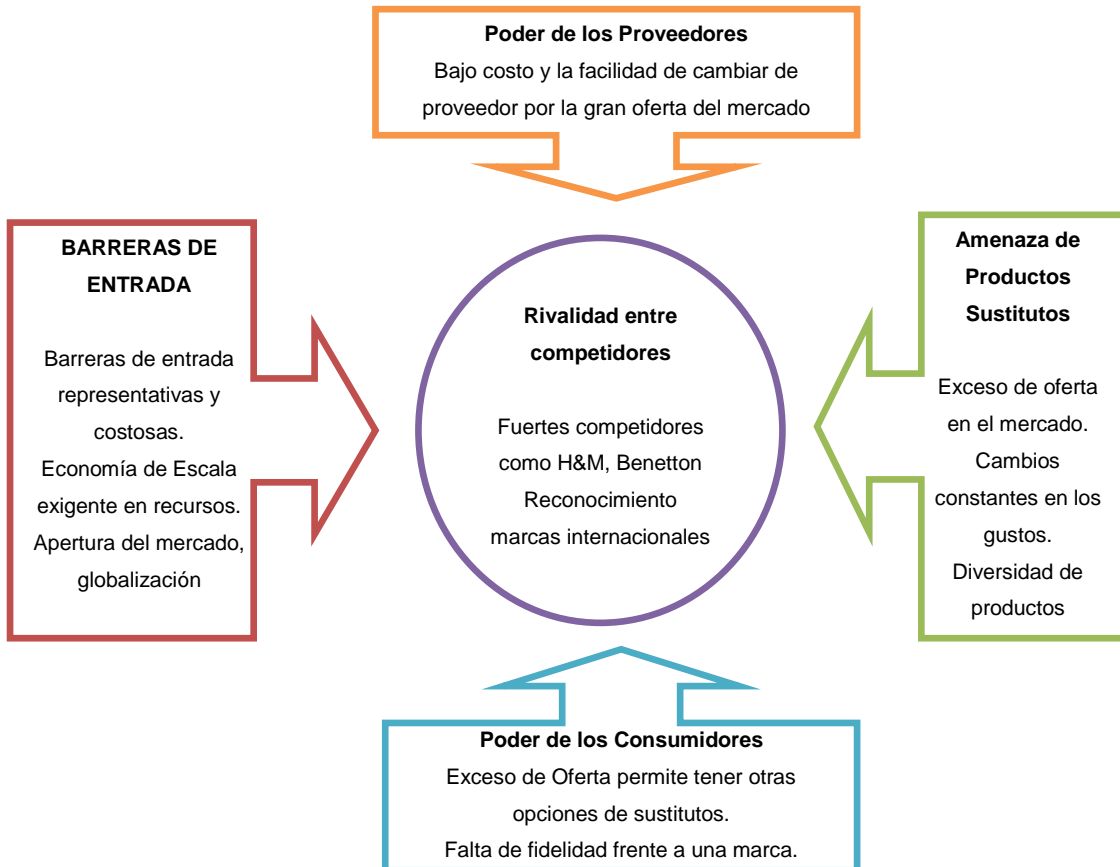 Poder de los Proveedores
Bajo costo y la facilidad de cambiar de
proveedor por la gran oferta del mercado
BARRERAS DE
ENTRADA
Barreras de entrada
representativas y
costosas.
Economía de Escala
exigente en recursos.
Apertura del mercado,
globalización
Rivalidad entre
competidores
Fuertes competidores
como H&M, Benetton
Reconocimiento
marcas internacionales
Amenaza de
Productos
Sustitutos
Exceso de oferta
en el mercado.
Cambios
constantes en los
gustos.
Diversidad de
productos
Poder de los Consumidores
Exceso de Oferta permite tener otras
opciones de sustitutos.
Falta de fidelidad frente a una marca.